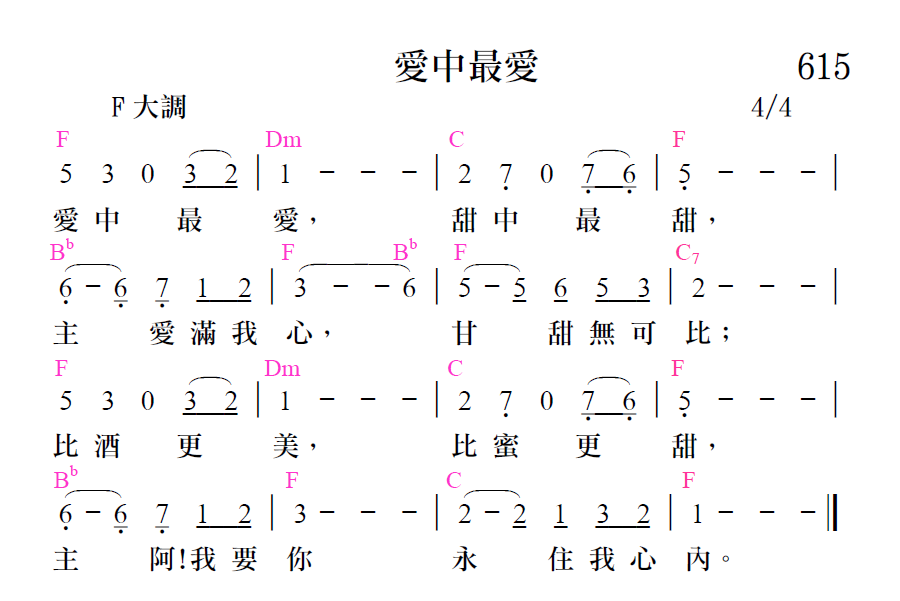 愛中最愛 615
F 大調 4/4
F Dm C F
5 3 0 3 2 | 1 - - - | 2 7̣ 0 7̣ 6̣ | 5̣ - - - |
愛 中 最 愛， 甜 中 最 甜，
Bb F Bb F C7
6̣ - 6̣ 7̣ 1 2 | 3 - - 6 | 5 - 5 6 5 3 | 2 - - - |
主 愛 滿 我 心， 甘 甜 無 可 比；
F Dm C F
5 3 0 3 2 | 1 - - - | 2 7̣ 0 7̣ 6̣ | 5̣ - - - |
比 酒 更 美， 比 蜜 更 甜，
Bb F C F
6̣ - 6̣ 7̣ 1 2 | 3 - - - | 2 - 2 1 3 2 | 1 - - - ‖
主 阿!我 要 你 永 住 我 心 內。